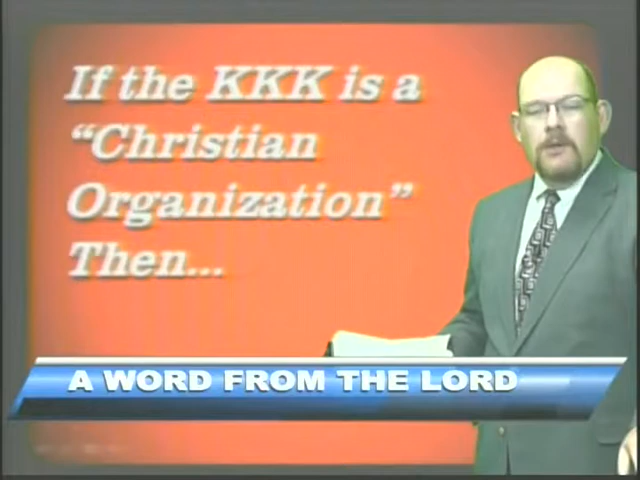 If the KKK is a
“Christian
Organization”
Then...
A WORD FROM THE LORD